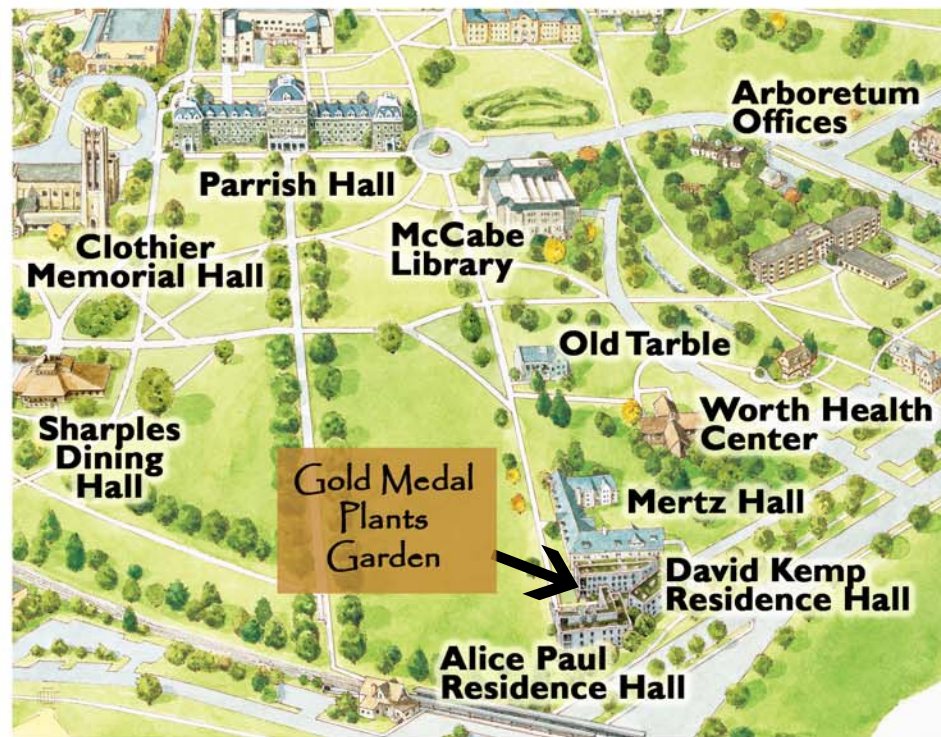 Arboretum
Offices
Parrish Hall
McCabe
Library
Clothier
Memorial Hall
Old Tarble
Worth Health
Center
Sharples
Dining
Hall
Gold Medal
Plants
Garden
Mertz Hall
David Kemp
Residence Hall
Alice Paul
Residence Hall